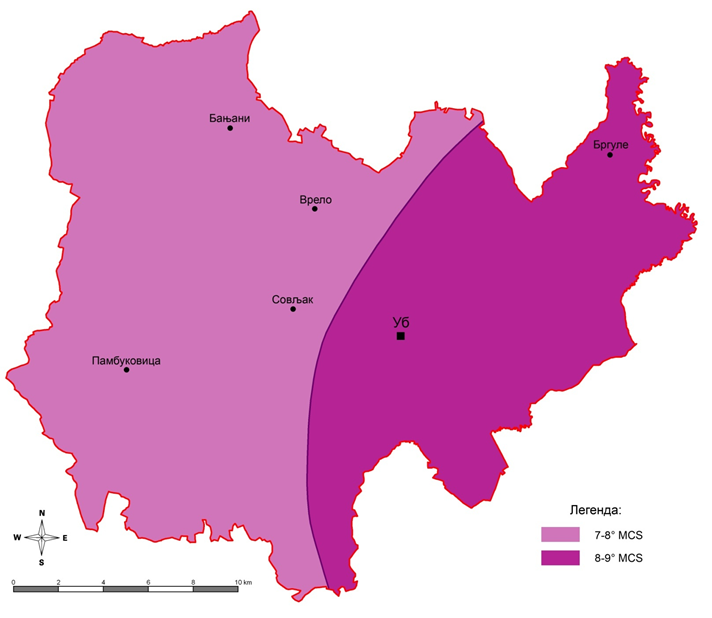 Бањани
Бргуле
Врело
Совљак
Уб
Памбуковица
Легенда:
7-8° MCS
8-9° MCS
N
W E
S
0 2 4 6 8 10 km